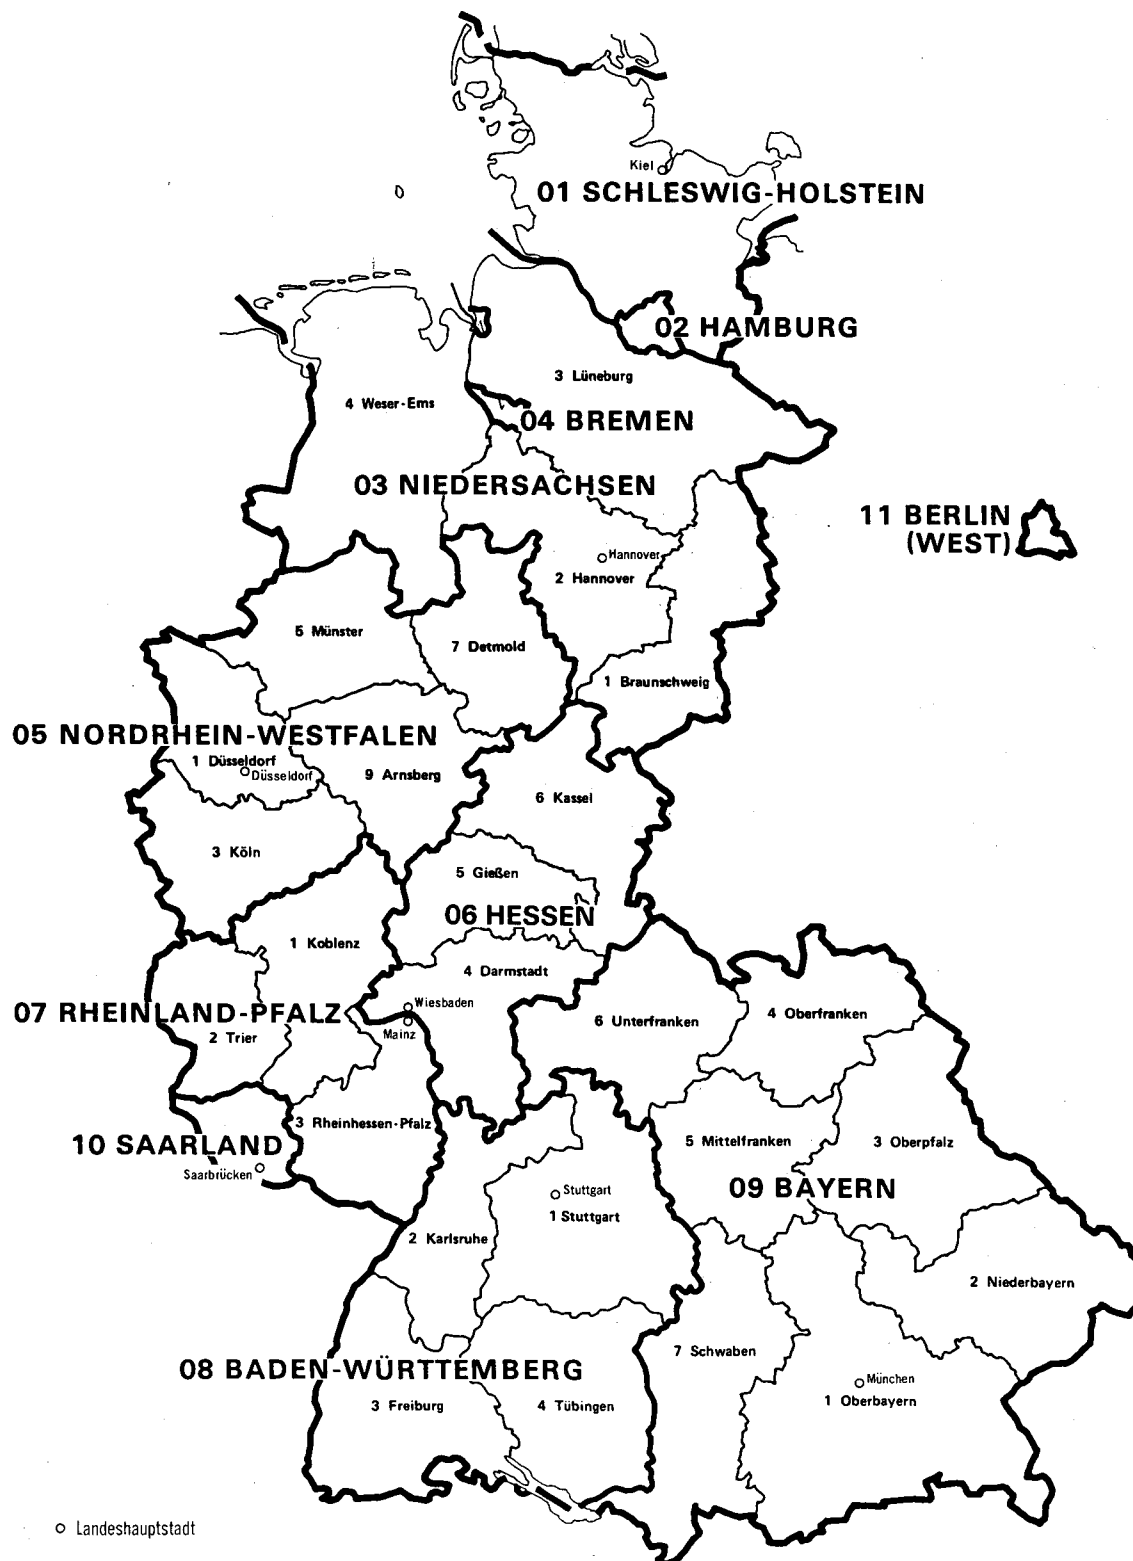 Kiel
01 SCHLESWIG-HOLSTEIN
02 HAMBURG
3 Lüneburg
4 Weser-Ems
04 BREMEN
03 NIEDERSACHSEN
11 BERLIN
(WEST)
Hannover
2 Hannover
5 Münster
7 Detmold
1 Braunschweig
05 NORDRHEIN-WESTFALEN
1 Düsseldorf
Düsseldorf
9 Arnsberg
6 Kassel
3 Köln
5 Gießen
06 HESSEN
1 Koblenz
4 Darmstadt
Wiesbaden
07 RHEINLAND-PFALZ
Mainz
2 Trier
6 Unterfranken
4 Oberfranken
3 Rheinhessen-Pfalz
10 SAARLAND
Saarbrücken
5 Mittelfranken
3 Oberpfalz
09 BAYERN
Stuttgart
1 Stuttgart
2 Karlsruhe
2 Niederbayern
7 Schwaben
08 BADEN-WÜRTTEMBERG
München
1 Oberbayern
3 Freiburg
4 Tübingen
Landeshauptstadt